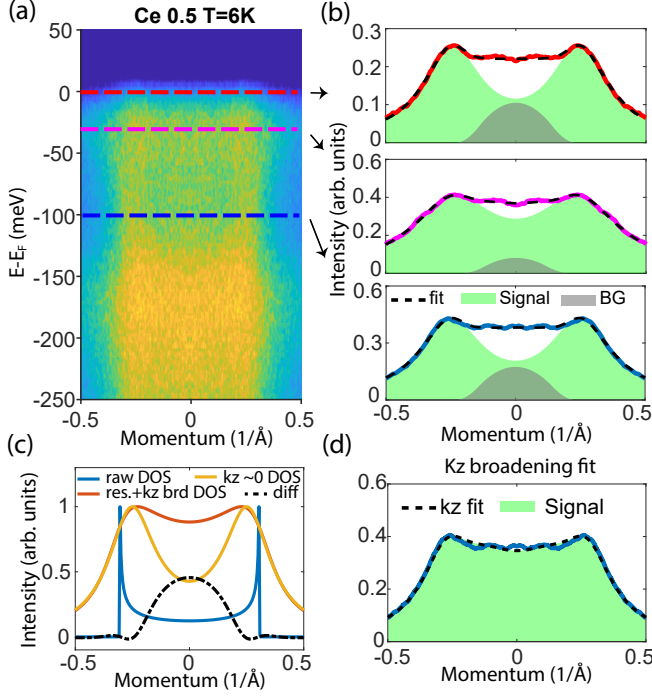 (a)
Ce 0.5 T=6K
50
0
-50
-100
-150
-200
-250
E-E_F (meV)
-0.5
0
0.5
Momentum (1/Å)
(b)
0.3
0.2
0.1
0
0.6
0.4
0.2
0
0.6
0.4
0.2
0
Intensity (arb. units)
fit
Signal
BG
-0.5
0
0.5
Momentum (1/Å)
(c)
raw DOS
kz ~0 DOS
res.+kz brd DOS
diff
1
0.5
0
Intensity (arb. units)
-0.5
0
0.5
Momentum (1/Å)
(d)
Kz broadening fit
kz fit
Signal
0.6
0.4
0.2
0
-0.5
0
0.5
Momentum (1/Å)